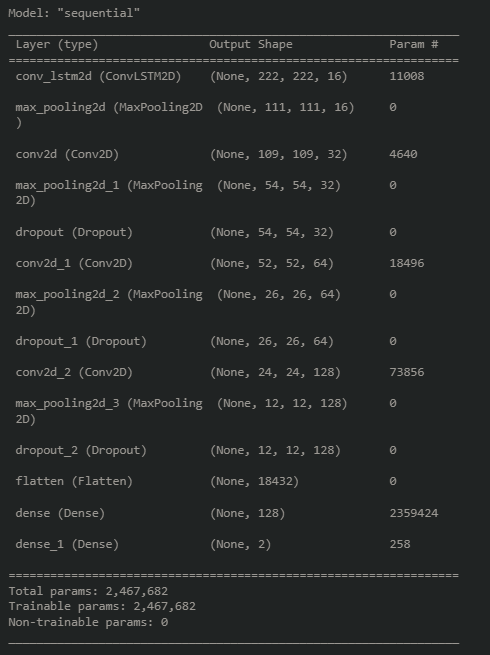 Model: "sequential"
_________________________________________________________________
Layer (type) Output Shape Param #
=================================================================
conv_lstm2d (ConvLSTM2D) (None, 222, 222, 16) 11008
max_pooling2d (MaxPooling2D (None, 111, 111, 16) 0
)
conv2d (Conv2D) (None, 109, 109, 32) 4640
max_pooling2d_1 (MaxPooling (None, 54, 54, 32) 0
2D)
dropout (Dropout) (None, 54, 54, 32) 0
conv2d_1 (Conv2D) (None, 52, 52, 64) 18496
max_pooling2d_2 (MaxPooling (None, 26, 26, 64) 0
2D)
dropout_1 (Dropout) (None, 26, 26, 64) 0
conv2d_2 (Conv2D) (None, 24, 24, 128) 73856
max_pooling2d_3 (MaxPooling (None, 12, 12, 128) 0
2D)
dropout_2 (Dropout) (None, 12, 12, 128) 0
flatten (Flatten) (None, 18432) 0
dense (Dense) (None, 128) 2359424
dense_1 (Dense) (None, 2) 258
=================================================================
Total params: 2,467,682
Trainable params: 2,467,682
Non-trainable params: 0
_________________________________________________________________